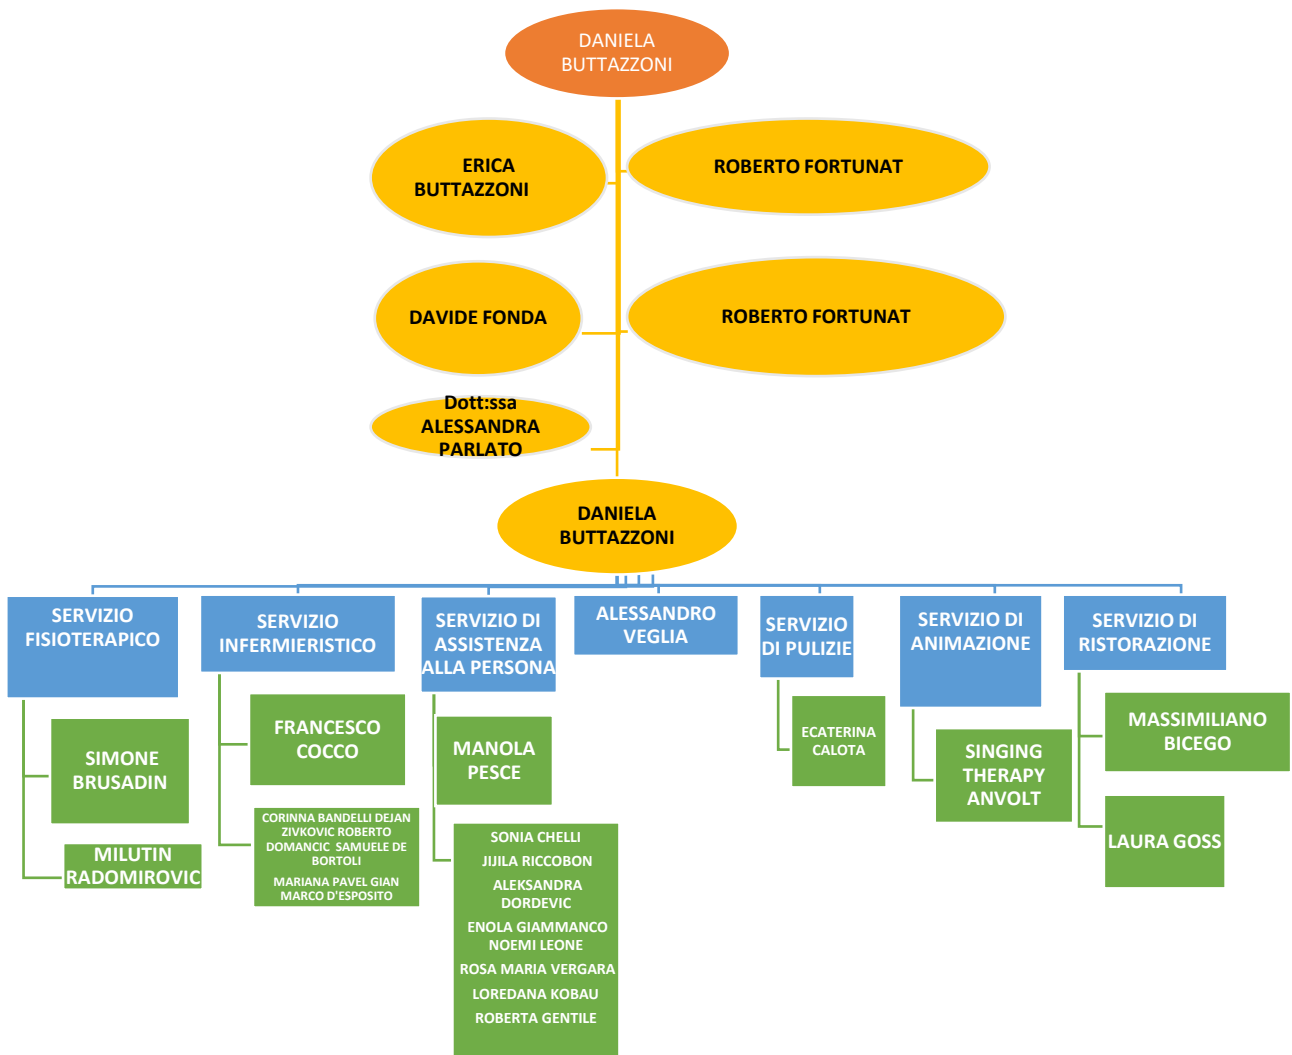 DANIELA
BUTTAZZONI
ERICA
BUTTAZZONI
ROBERTO FORTUNAT
DAVIDE FONDA
ROBERTO FORTUNAT
Dott:ssa
ALESSANDRA
PARLATO
DANIELA
BUTTAZZONI
SERVIZIO
FISIOTERAPICO
SIMONE
BRUSADIN
MILUTIN
RADOMIROVIC
SERVIZIO
INFERMIERISTICO
FRANCESCO
COCCO
CORINNA BANDELLI DEJAN
ZIVKOVIC ROBERTO
DOMANCIC SAMUELE DE
BORTOLI
MARIANA PAVEL GIAN
MARCO D'ESPOSITO
SERVIZIO DI
ASSISTENZA
ALLA PERSONA
MANOLA
PESCE
SONIA CHELLI
JIJILA RICCOBON
ALEKSANDRA
DORDEVIC
ENOLA GIAMMANCO
NOEMI LEONE
ROSA MARIA VERGARA
LOREDANA KOBAU
ROBERTA GENTILE
ALESSANDRO
VEGLIA
SERVIZIO
DI PULIZIE
ECATERINA
CALOTA
SERVIZIO DI
ANIMAZIONE
SINGING
THERAPY
ANVOLT
SERVIZIO DI
RISTORAZIONE
MASSIMILIANO
BICEGO
LAURA GOSS